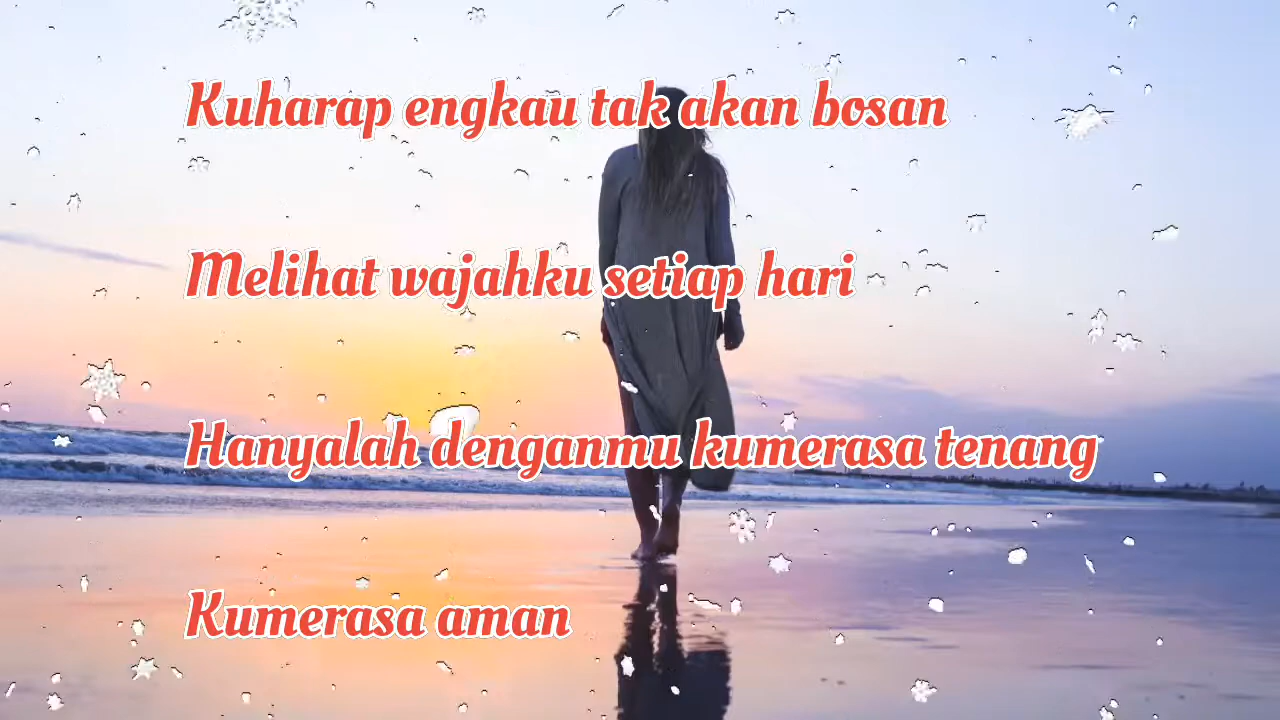 Kuharap engkau tak akan bosan
Melihat wajahku setiap hari
Hanyalah denganmu kumerasa tenang
Kumerasa aman